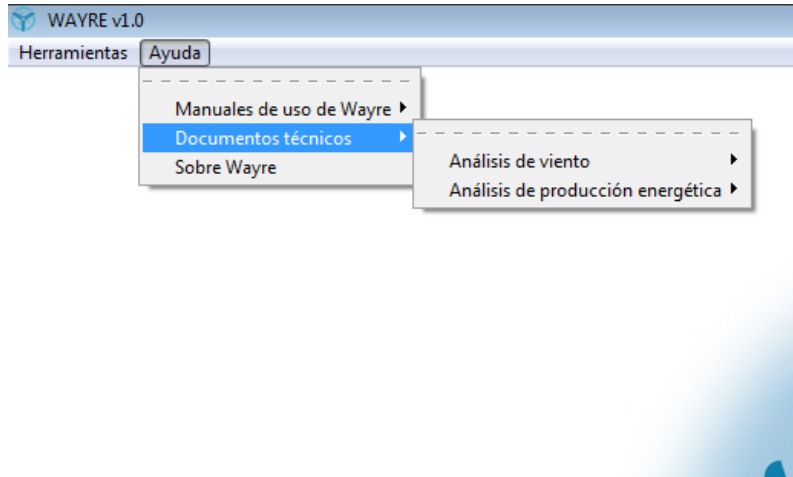 WAYRE v1.0
Herramientas Ayuda
Manuales de uso de Wayre
Documentos técnicos
Sobre Wayre
Análisis de viento
Análisis de producción energética